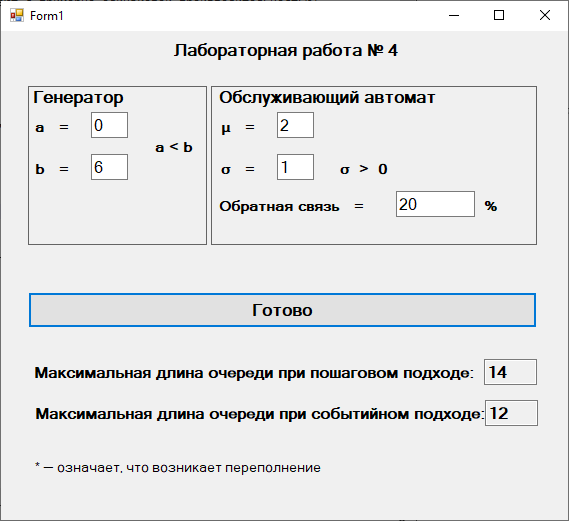 Form1
Лабораторная работа № 4
Генератор
a = 0
a < b
b = 6
Обслуживающий автомат
μ = 2
σ = 1 σ > 0
Обратная связь = 20 %
Готово
Максимальная длина очереди при пошаговом подходе: 14
Максимальная длина очереди при событийном подходе: 12
* — означает, что возникает переполнение